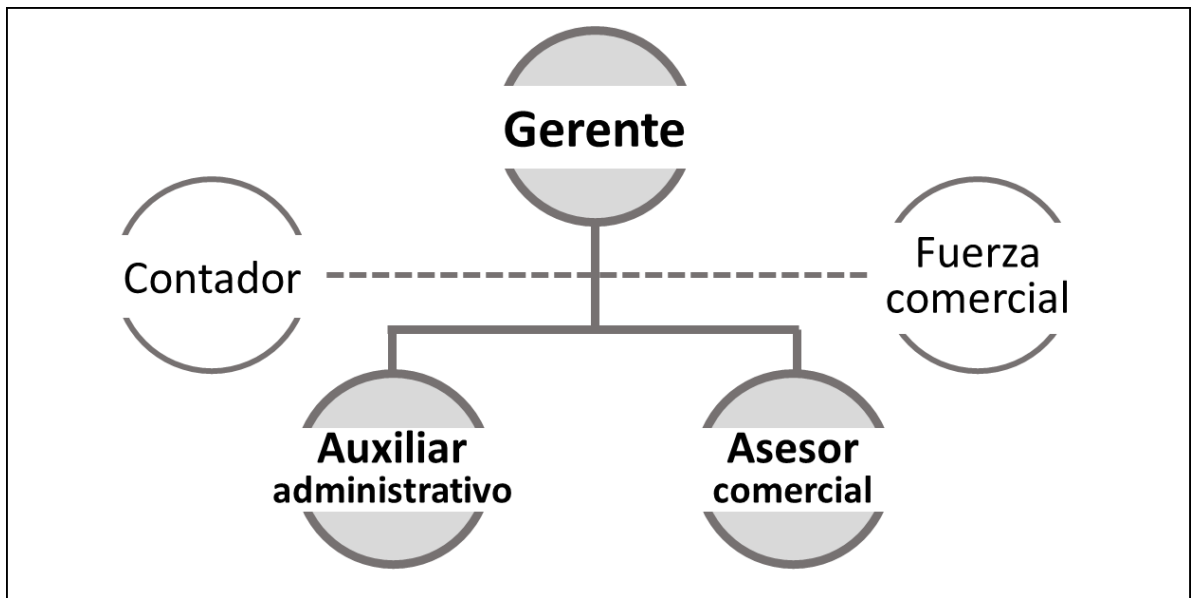 Gerente
Contador
Fuerza
comercial
Auxiliar
administrativo
Asesor
comercial